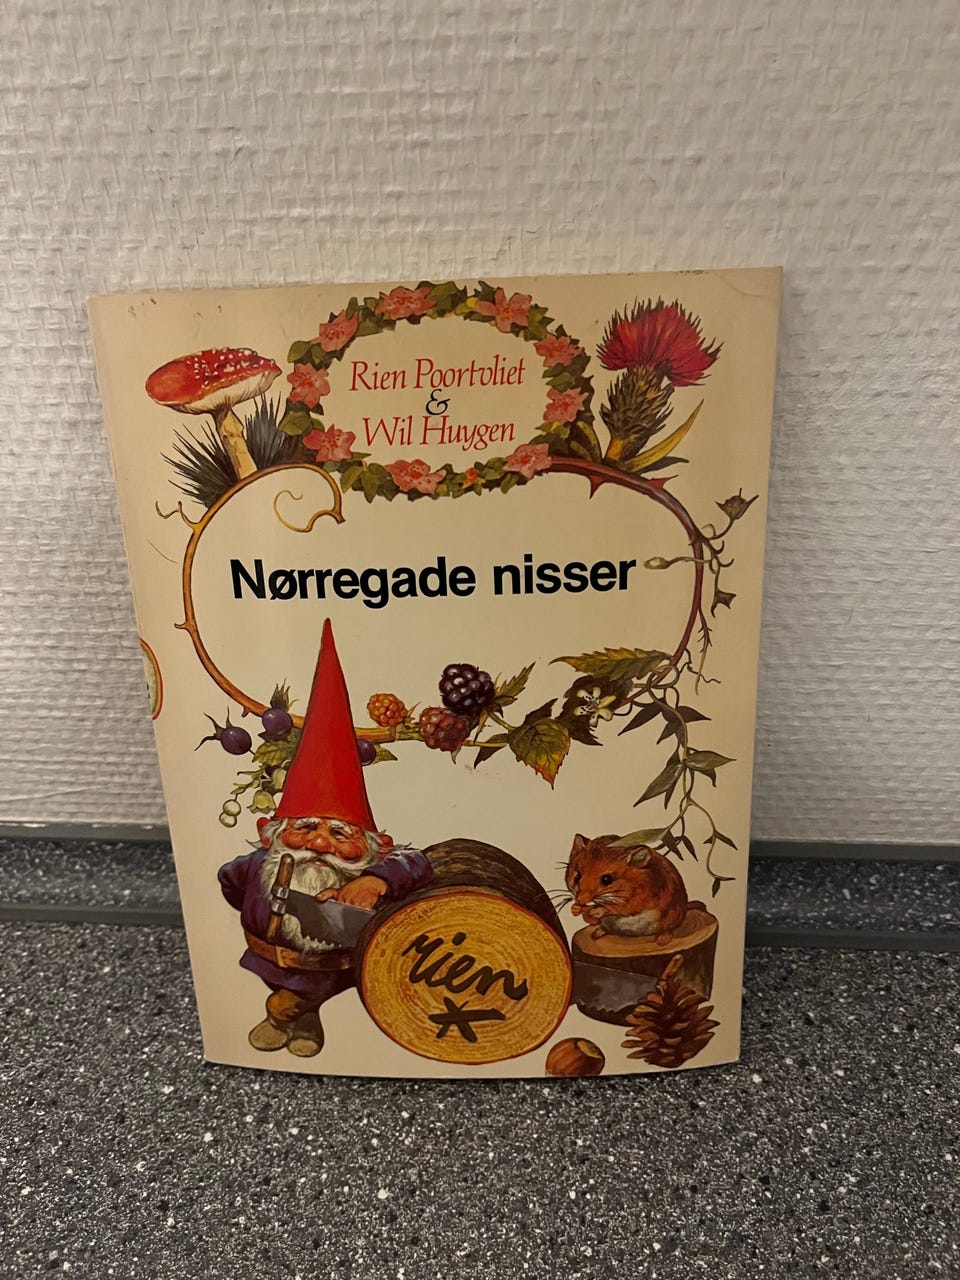 Rien Poortvliet
&
Wil Huygen
Nørregade nisser
rien